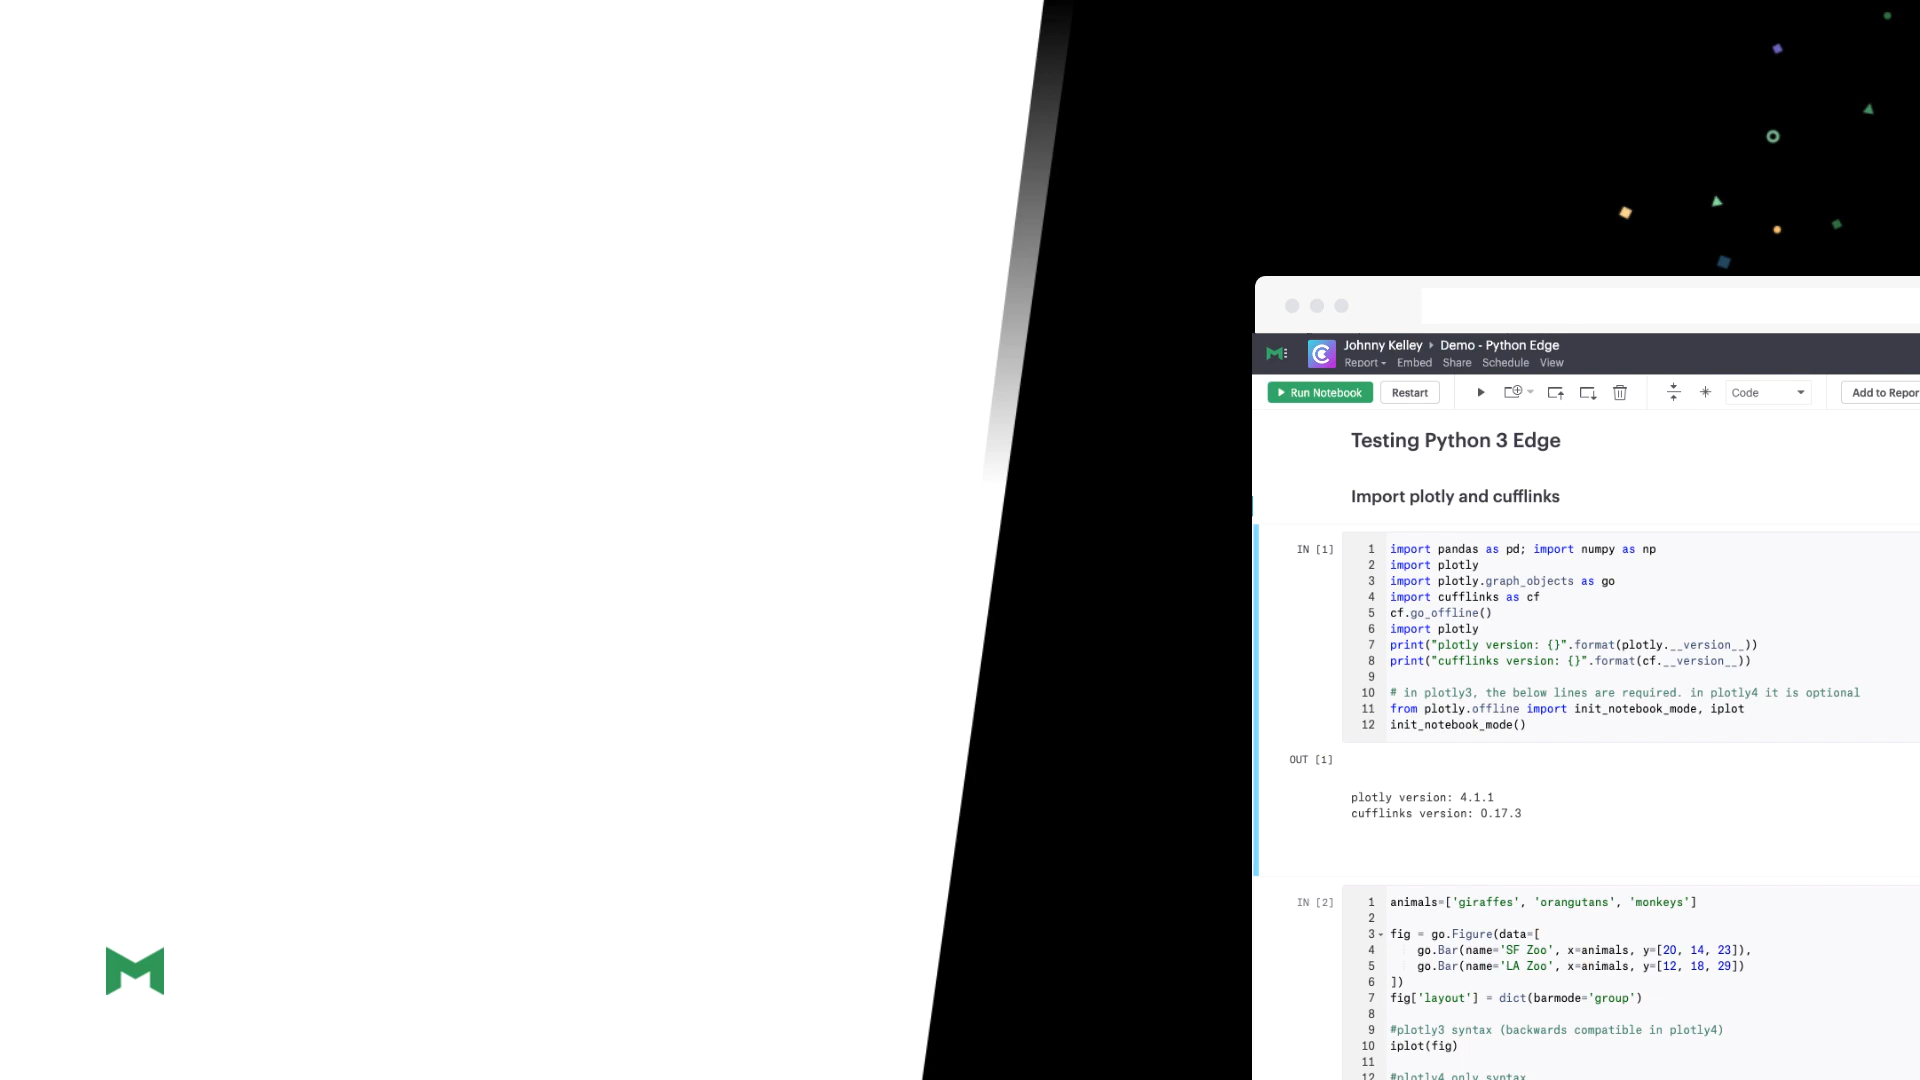 Johnny Kelley › Demo - Python Edge
Report Embed Share Schedule View
Run Notebook Restart Code Add to Repor
Testing Python 3 Edge
Import plotly and cufflinks
IN [1]
1 import pandas as pd; import numpy as np
2 import plotly
3 import plotly.graph_objects as go
4 import cufflinks as cf
5 cf.go_offline()
6 import plotly
7 print("plotly version: {}".format(plotly.__version__))
8 print("cufflinks version: {}".format(cf.__version__))
9
10 # in plotly3, the below lines are required. in plotly4 it is optional
11 from plotly.offline import init_notebook_mode, iplot
12 init_notebook_mode()
OUT [1]
plotly version: 4.1.1
cufflinks version: 0.17.3
IN [2]
1 animals=['giraffes', 'orangutans', 'monkeys']
2
3 fig = go.Figure(data=[
4 go.Bar(name='SF Zoo', x=animals, y=[20, 14, 23]),
5 go.Bar(name='LA Zoo', x=animals, y=[12, 18, 29])
6 ])
7 fig['layout'] = dict(barmode='group')
8
9 #plotly3 syntax (backwards compatible in plotly4)
10 iplot(fig)
11
12 #plotly4 only syntax